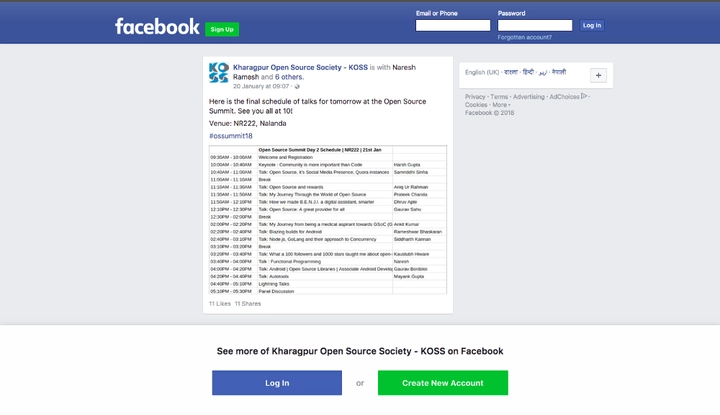 facebook
Sign Up
Email or Phone
Password
Log In
Forgotten account?
KO
SS
Kharagpur Open Source Society - KOSS is with Naresh
Ramesh and 6 others.
20 January at 09:07 ·
Here is the final schedule of talks for tomorrow at the Open Source
Summit. See you all at 10!
Venue: NR222, Nalanda
#ossummit18
Open Source Summit Day 2 Schedule | NR222 | 21st Jan
09:30AM - 10:00AM Welcome and Registration
10:00AM - 10:40AM Keynote : Community is more important than Code Harsh Gupta
10:40AM - 11:00AM Talk: Open Source, it's Social Media Presence, Quora Instances Samriddhi Sinha
11:00AM - 11:10AM Break
11:10AM - 11:30AM Talk: Open Source and rewards Aniq Ur Rahman
11:30AM - 11:50AM Talk: My Journey Through the World of Open Source Prateek Chanda
11:50AM - 12:10PM Talk: How we made B.E.N.J.I. a digital assistant, smarter Dhruv Apte
12:10PM - 12:30PM Talk: Open Source: A great provider for all Gaurav Sahu
12:30PM - 02:00PM Break
02:00PM - 02:20PM Talk: My Journey from being a medical aspirant towards GSoC (G Ankit Kumar
02:20PM - 02:40PM Talk: Blazing builds for Android Rameshwar Bhaskaran
02:40PM - 03:10PM Talk: Node.js, GoLang and their approach to Concurrency Siddharth Kannan
03:10PM - 03:20PM Break
03:20PM - 03:40PM Talk: What a 100 followers and 1000 stars taught me about open- Kaustubh Hiware
03:40PM - 04:00PM Talk : Functional Programming Naresh
04:00PM - 04:20PM Talk: Android | Open Source Libraries | Associate Android Develop Gaurav Bordoloi
04:20PM - 04:40PM Talk: Autotools Mayank Gupta
04:40PM - 05:10PM Lightning Talks
05:10PM - 05:30PM Panel Discussion
11 Likes 11 Shares
English (UK) · বাংলা · हिन्दी · اردو · नेपाली
+
Privacy · Terms · Advertising · AdChoices ·
Cookies · More
Facebook © 2018
See more of Kharagpur Open Source Society - KOSS on Facebook
Log In
or
Create New Account